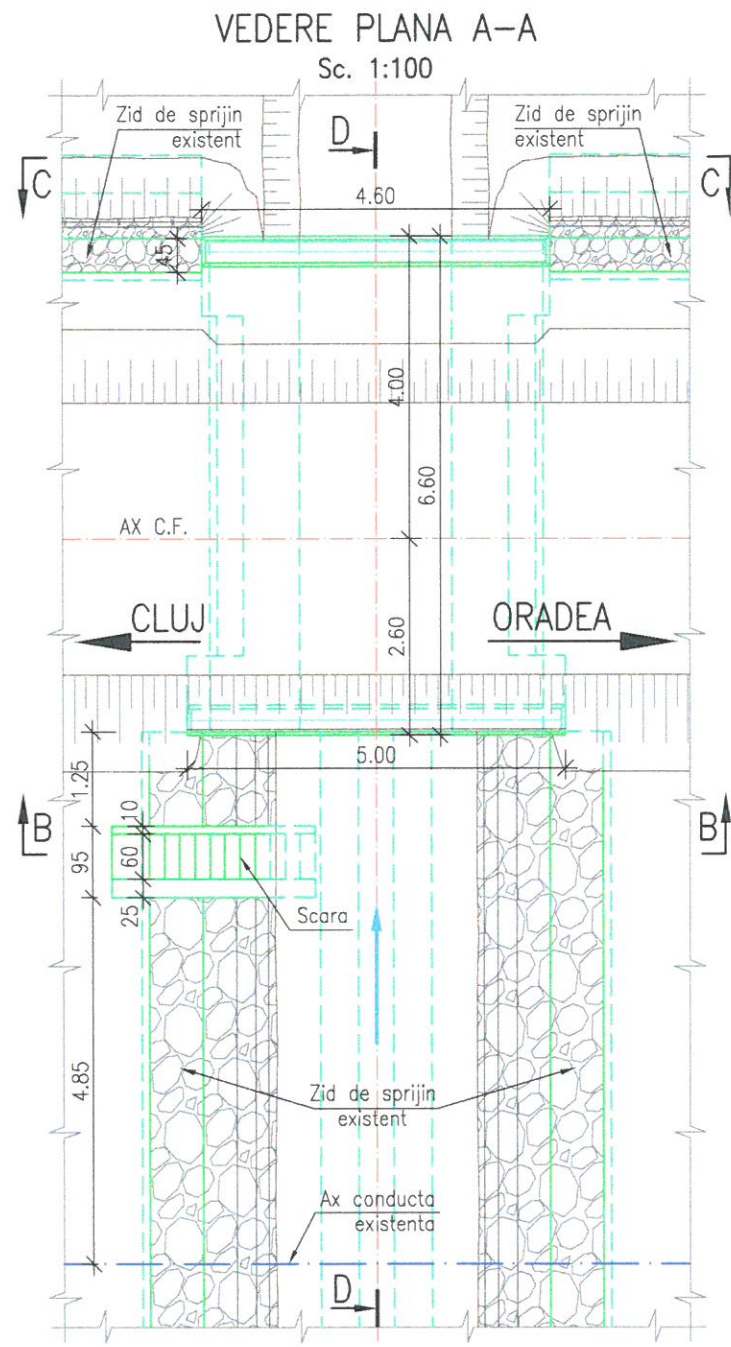 VEDERE PLANA A-A
Sc. 1:100
Zid de sprijin
existent
D
Zid de sprijin
existent
C
C
4.60
45
4.00
6.60
AX C.F.
CLUJ
ORADEA
2.60
5.00
1.25
B
B
10
95
60
25
Scara
4.85
Zid de sprijin
existent
Ax conducta
existenta
D